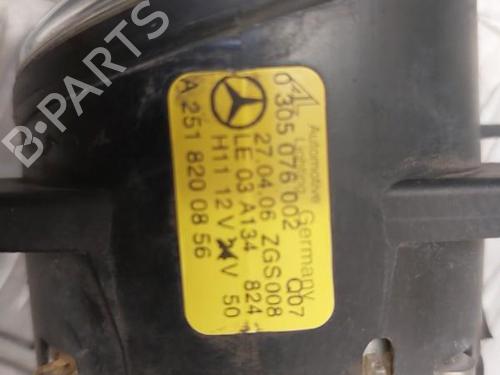 Automotive
Lighting Germany
0 305 076 002 Q07
27.04.06 ZGS008
LE 03 A134 824
H11 12 V V 50
A 251 820 08 56
B-PARTS